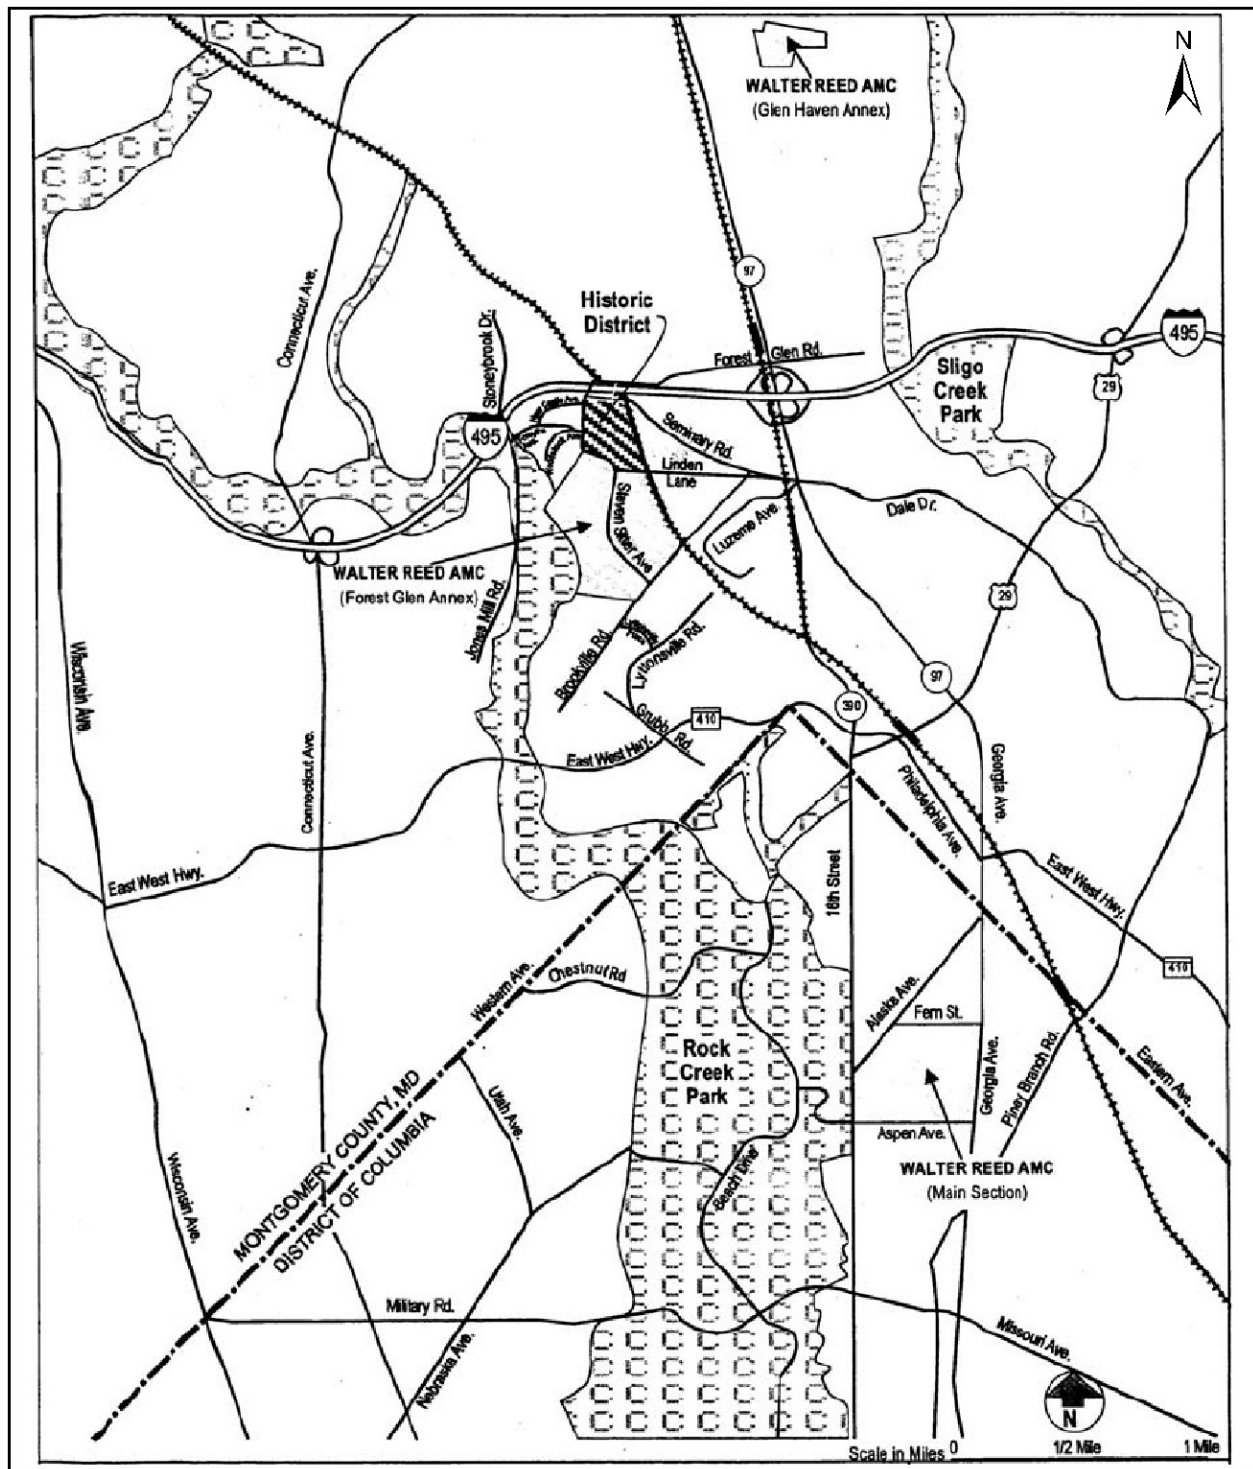 N
WALTER REED AMC
(Glen Haven Annex)
97
Historic
District
Connecticut Ave.
Stoneybrook Dr.
Forest Glen Rd.
495
Sligo
Creek
Park
29
495
Seminary Rd.
Linden
Lane
Steven Sitter Ave
Luzerne Ave.
Dale Dr.
WALTER REED AMC
(Forest Glen Annex)
Jones Mill Rd.
29
Brookville Rd.
Lyttonsville Rd.
Wisconsin Ave.
97
390
410
Grubb Rd.
East West Hwy.
Connecticut Ave.
Georgia Ave.
Philadelphia Ave.
East West Hwy.
16th Street
East West Hwy.
410
Western Ave.
Chestnut Rd
Alaska Ave.
Fern St.
Rock
Creek
Park
Georgia Ave.
Piney Branch Rd.
Eastern Ave.
Utah Ave.
Aspen Ave.
MONTGOMERY COUNTY, MD
DISTRICT OF COLUMBIA
Wisconsin Ave.
Beach Drive
WALTER REED AMC
(Main Section)
Military Rd.
Nebraska Ave.
Missouri Ave.
N
Scale in Miles 0 1/2 Mile 1 Mile